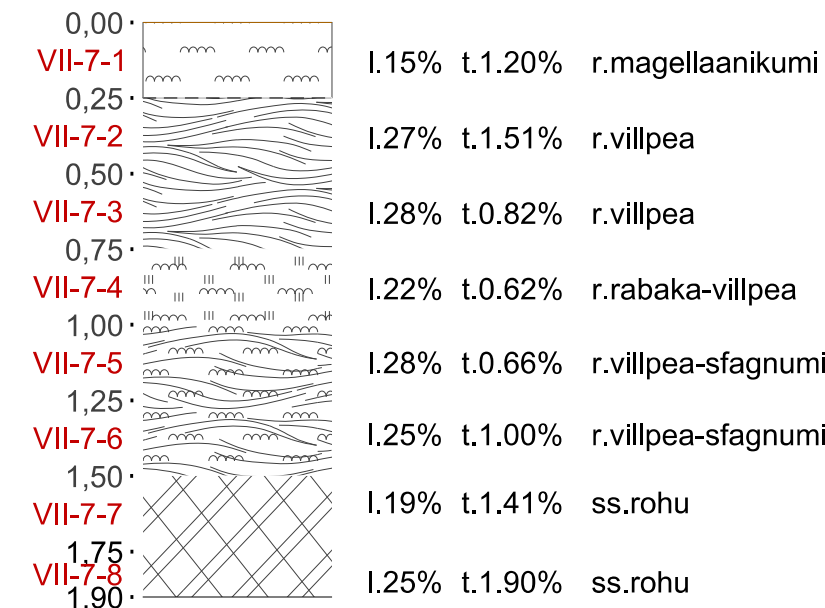 0,00
VII-7-1 l.15% t.1.20% r.magellaanikumi
0,25
VII-7-2 l.27% t.1.51% r.villpea
0,50
VII-7-3 l.28% t.0.82% r.villpea
0,75
VII-7-4 l.22% t.0.62% r.rabaka-villpea
1,00
VII-7-5 l.28% t.0.66% r.villpea-sfagnumi
1,25
VII-7-6 l.25% t.1.00% r.villpea-sfagnumi
1,50
VII-7-7 l.19% t.1.41% ss.rohu
1,75
VII-7-8 l.25% t.1.90% ss.rohu
1,90